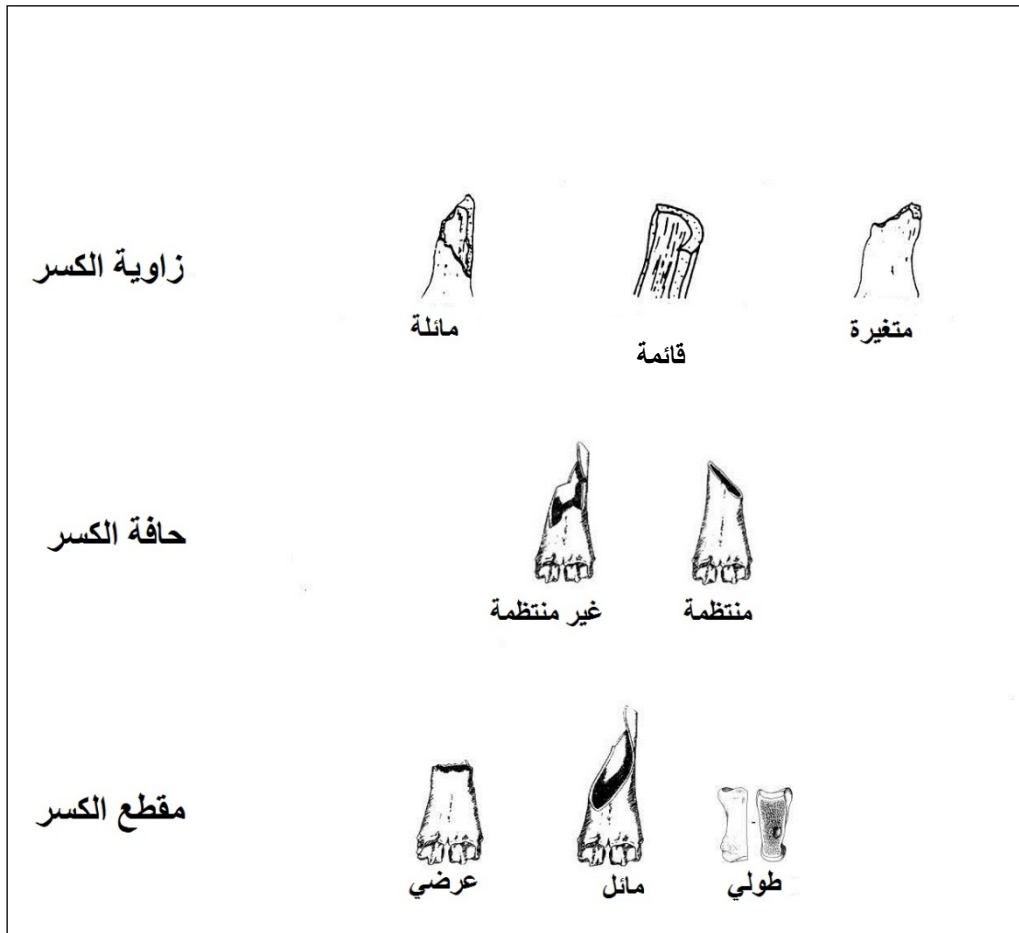 زاوية الكسر
مائلة
قائمة
متغيرة
حافة الكسر
غير منتظمة
منتظمة
مقطع الكسر
عرضي
مائل
طولي